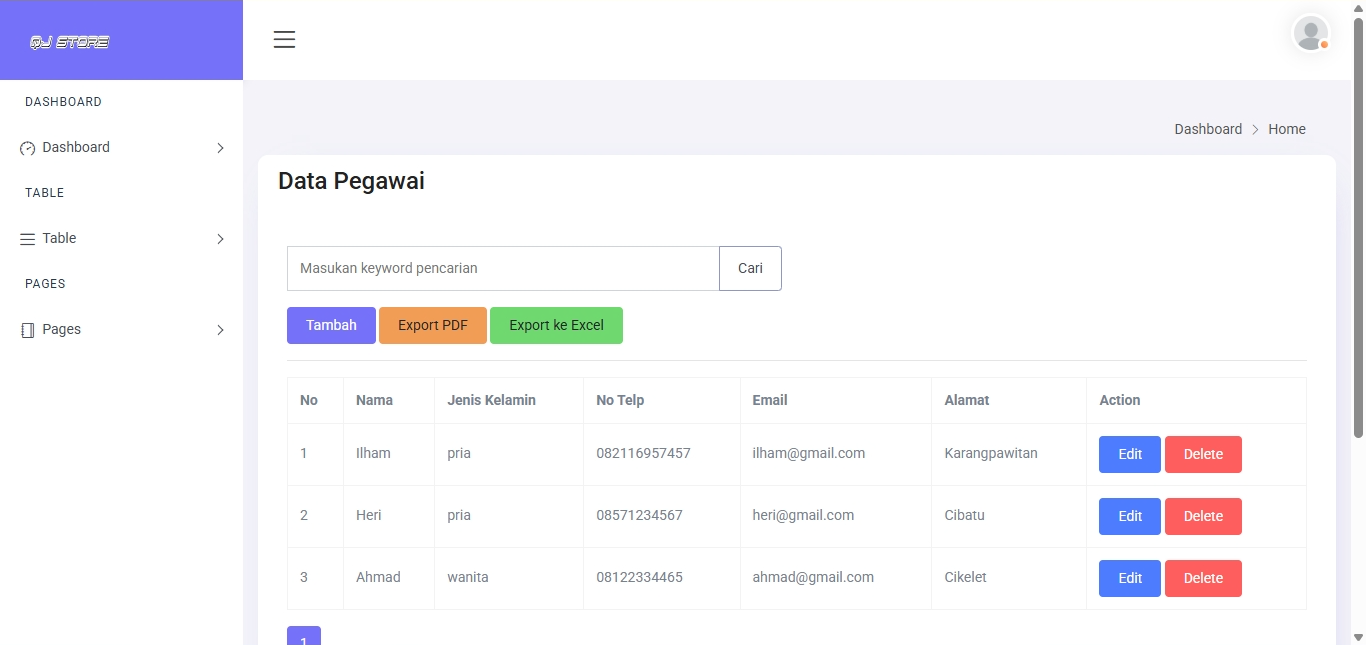 QJ STORE
DASHBOARD
Dashboard
TABLE
Table
PAGES
Pages
Dashboard > Home
Data Pegawai
Masukan keyword pencarian Cari
Tambah Export PDF Export ke Excel
No Nama Jenis Kelamin No Telp Email Alamat Action
1 Ilham pria 082116957457 ilham@gmail.com Karangpawitan Edit Delete
2 Heri pria 08571234567 heri@gmail.com Cibatu Edit Delete
3 Ahmad wanita 08122334465 ahmad@gmail.com Cikelet Edit Delete
1